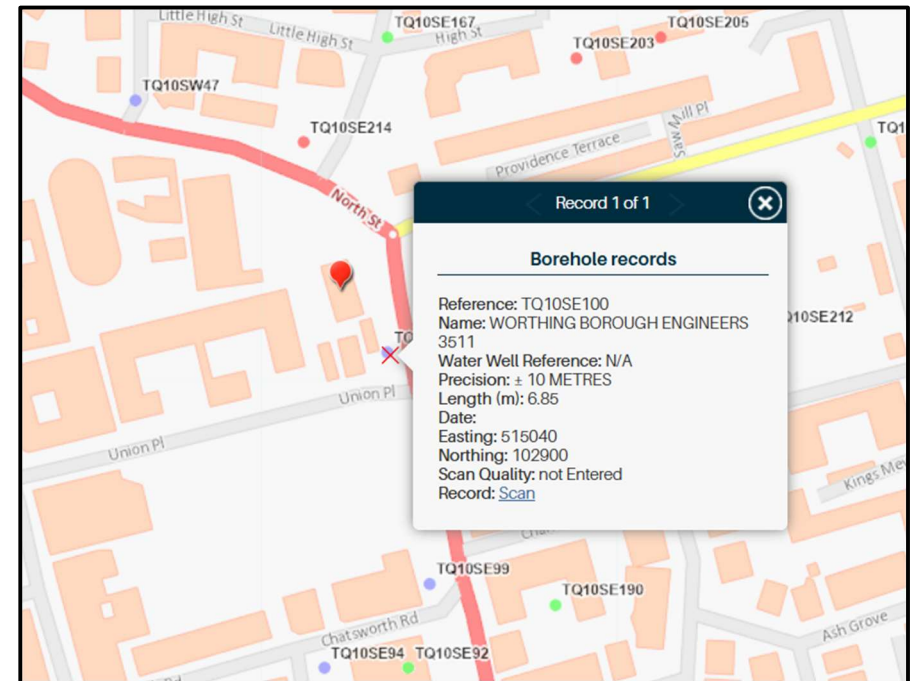 Little High St
Little High St
TQ10SE167
High St
TQ10SE205
TQ10SE203
TQ10SW47
TQ10SE214
Mill Pl
Saw
TQ1
Providence Terrace
North St
Record 1 of 1
Borehole records
Reference: TQ10SE100
Name: WORTHING BOROUGH ENGINEERS
3511
Water Well Reference: N/A
Precision: ± 10 METRES
Length (m): 6.85
Date:
Easting: 515040
Northing: 102900
Scan Quality: not Entered
Record: Scan
10SE212
TQ
Union Pl
Union Pl
Kings Me
Cha
TQ10SE99
TQ10SE190
Chatsworth Rd
Ash Grove
TQ10SE94
TQ10SE92
Rd